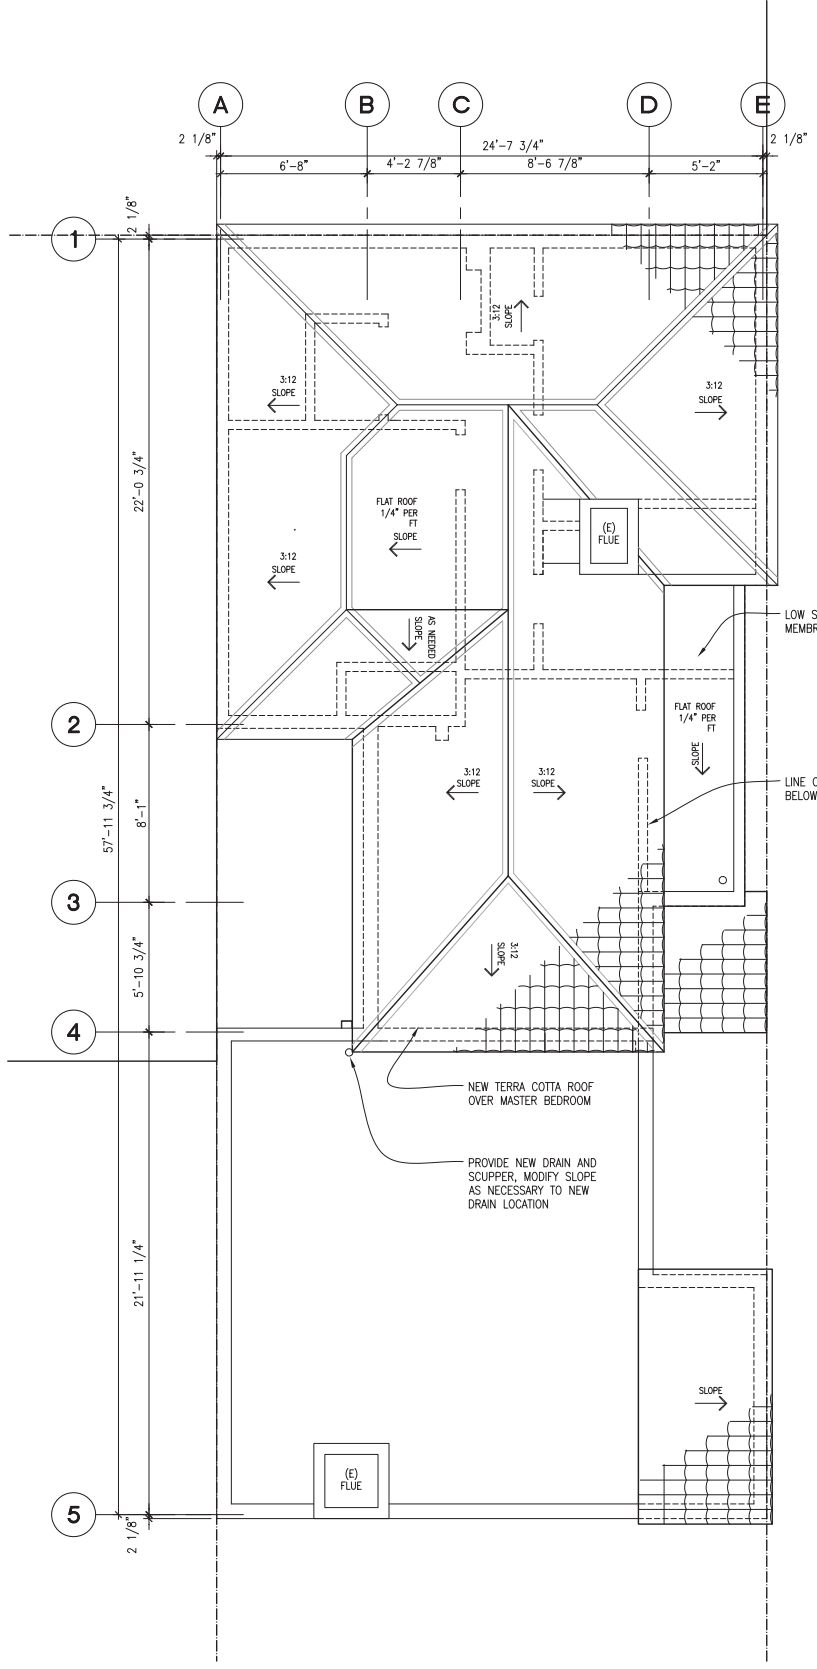 A
B
C
D
E
2 1/8"
24'-7 3/4"
2 1/8"
6'-8"
4'-2 7/8"
8'-6 7/8"
5'-2"
2 1/8"
1
3:12
SLOPE
3:12
SLOPE
3:12
SLOPE
22'-0 3/4"
FLAT ROOF
1/4" PER
FT
SLOPE
(E)
FLUE
3:12
SLOPE
AS NEEDED
SLOPE
LOW S
MEMBR
2
FLAT ROOF
1/4" PER
FT
SLOPE
3:12
SLOPE
3:12
SLOPE
LINE
BELOW
57'-11 3/4"
8'-1"
3
3:12
SLOPE
5'-10 3/4"
4
NEW TERRA COTTA ROOF
OVER MASTER BEDROOM
PROVIDE NEW DRAIN AND
SCUPPER, MODIFY SLOPE
AS NECESSARY TO NEW
DRAIN LOCATION
21'-11 1/4"
SLOPE
(E)
FLUE
5
2 1/8"